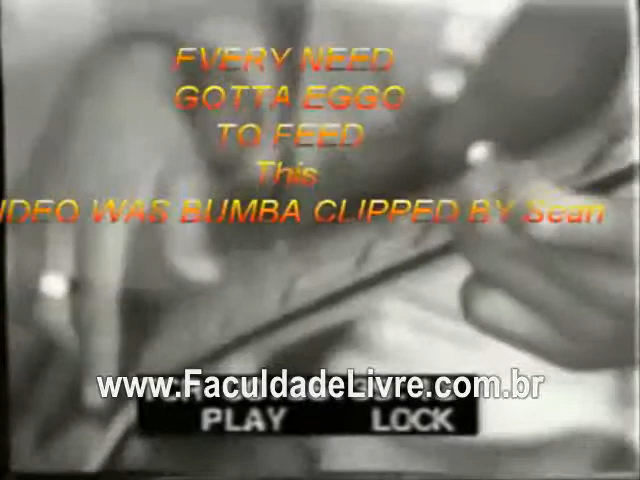 EVERY NEED
GOTTA EGGO
TO FEED
This
IDEO WAS BUMBA CLIPPED BY Sean
www.FaculdadeLivre.com.br
PLAY LOCK